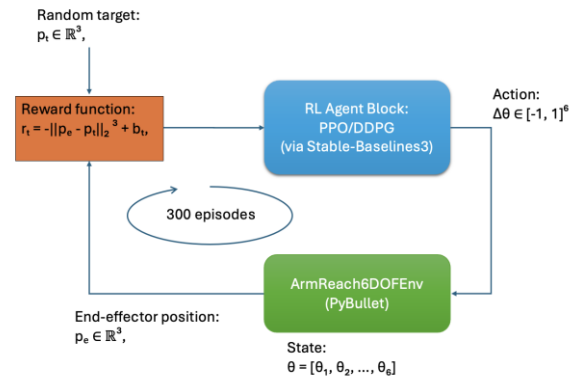 Random target:
pₜ ∈ ℝ³,
Reward function:
rₜ = -||pₑ - pₜ||₂ ³ + bₜ,
RL Agent Block:
PPO/DDPG
(via Stable-Baselines3)
Action:
Δθ ∈ [-1, 1]⁶
300 episodes
ArmReach6DOFEnv
(PyBullet)
End-effector position:
pₑ ∈ ℝ³,
State:
θ = [θ₁, θ₂, ..., θ₆]